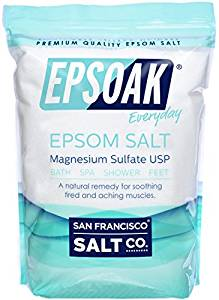 PREMIUM QUALITY EPSOM SALT
EPSOAK®
Everyday
EPSOM SALT
Magnesium Sulfate USP
BATH SPA SHOWER FEET
A natural remedy for soothing
tired and aching muscles.
SAN FRANCISCO®
SALT CO.